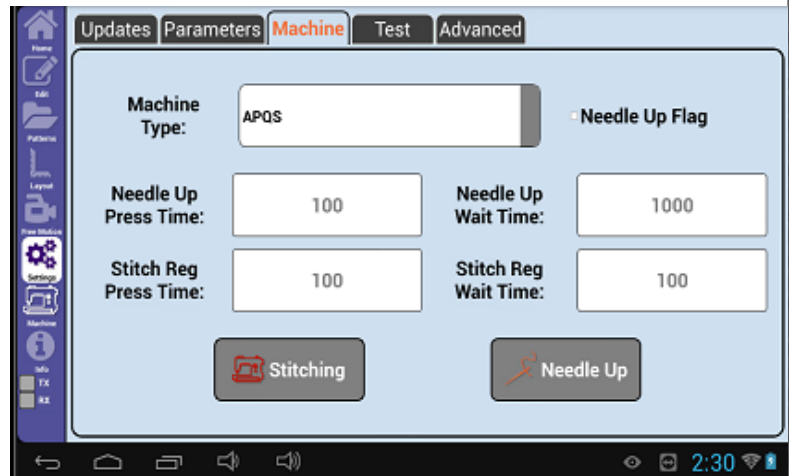 Updates Parameters Machine Test Advanced
Home
Edit
Patterns
Layout
Free Motion
Settings
Machine
Info
TX
RX
Machine
Type:
APQS
Needle Up Flag
Needle Up
Press Time:
100
Needle Up
Wait Time:
1000
Stitch Reg
Press Time:
100
Stitch Reg
Wait Time:
100
Stitching
Needle Up
2:30